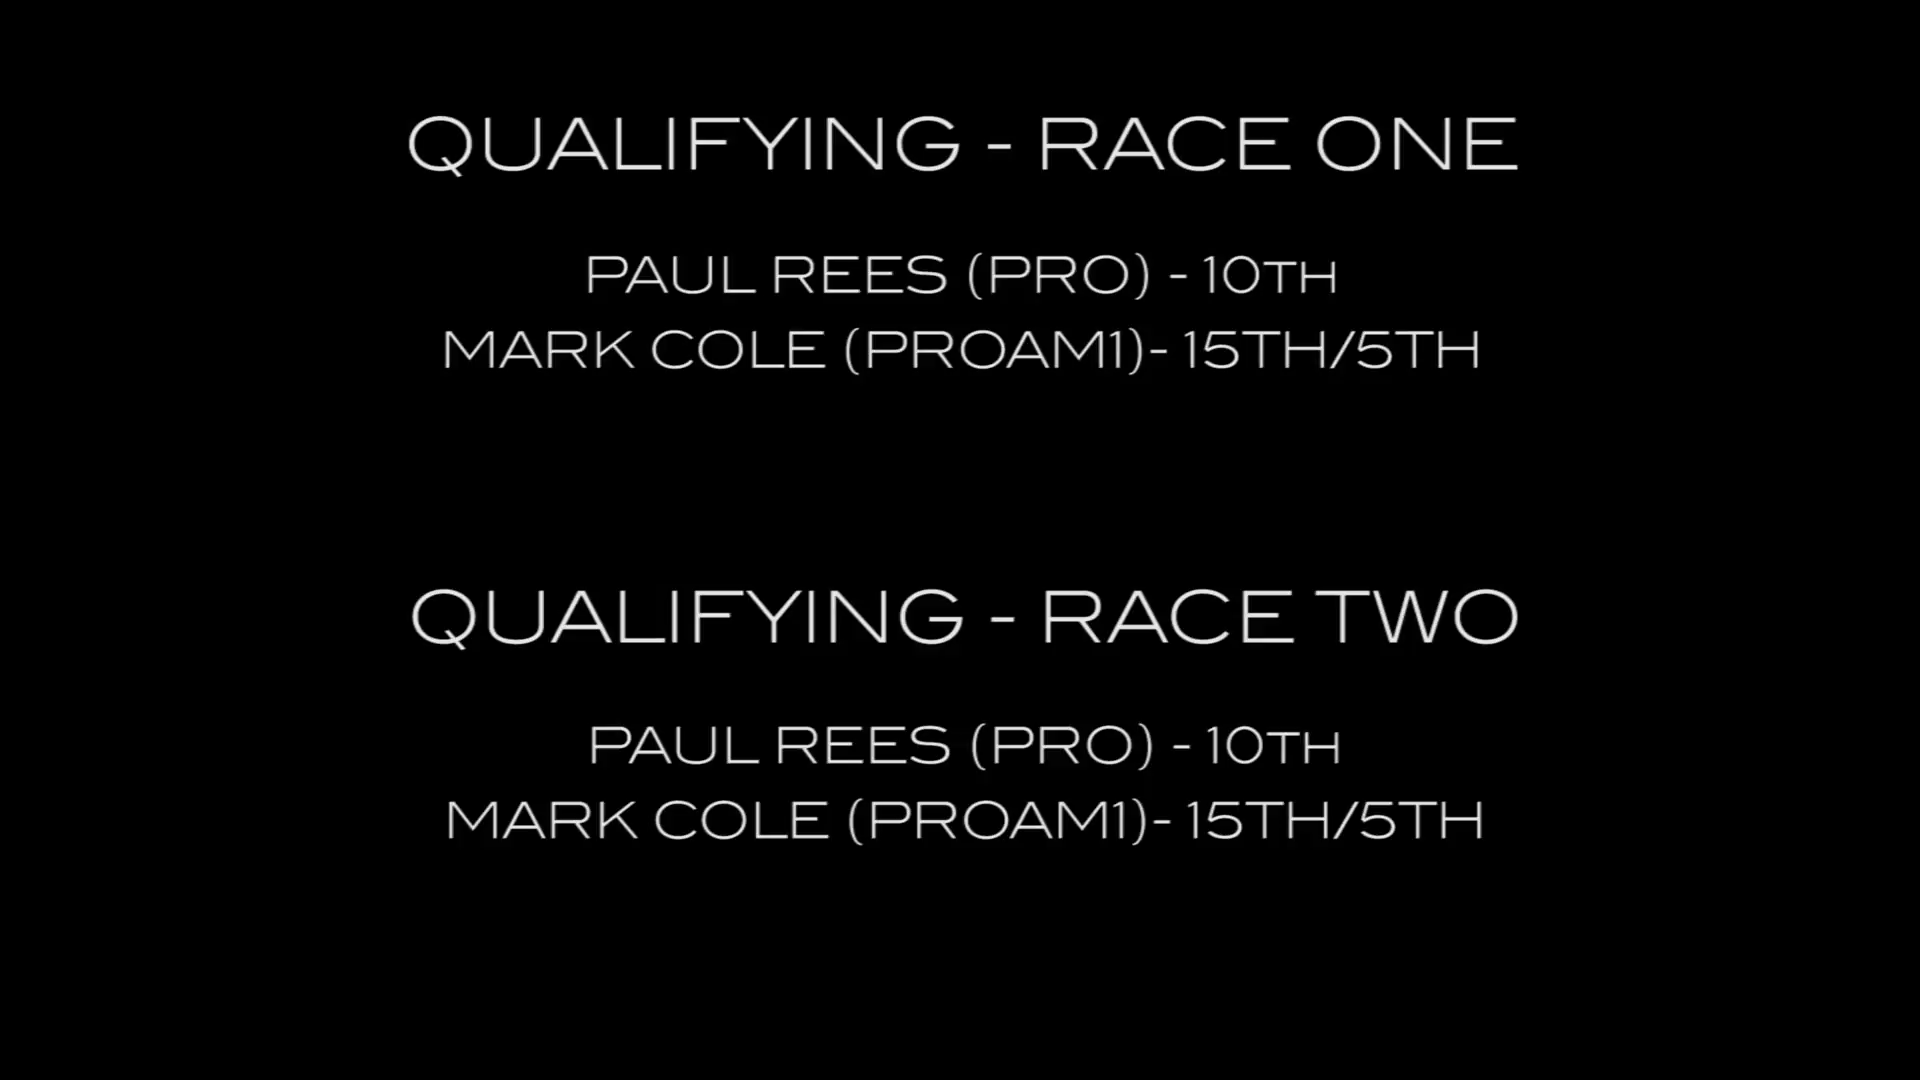 QUALIFYING - RACE ONE
PAUL REES (PRO) - 10TH
MARK COLE (PROAM1)- 15TH/5TH
QUALIFYING - RACE TWO
PAUL REES (PRO) - 10TH
MARK COLE (PROAM1)- 15TH/5TH